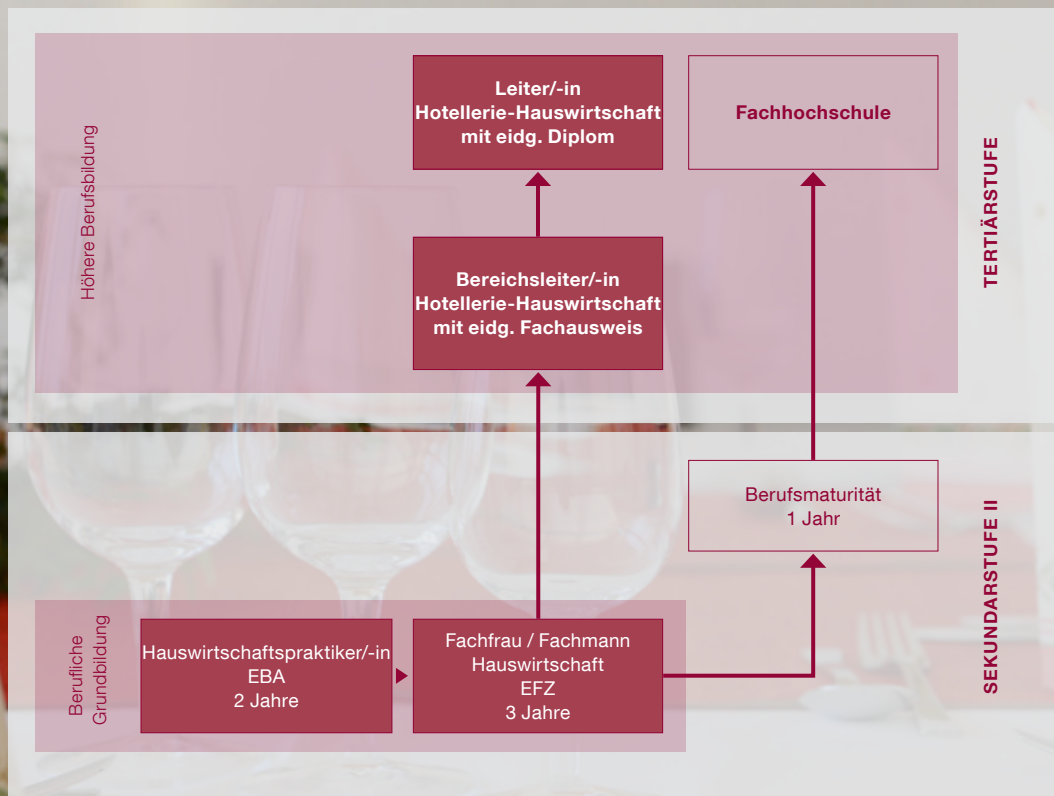 Höhere Berufsbildung
Leiter/-in
Hotellerie-Hauswirtschaft
mit eidg. Diplom
Fachhochschule
TERTIÄRSTUFE
Bereichsleiter/-in
Hotellerie-Hauswirtschaft
mit eidg. Fachausweis
Berufsmaturität
1 Jahr
SEKUNDARSTUFE II
Berufliche
Grundbildung
Hauswirtschaftspraktiker/-in
EBA
2 Jahre
Fachfrau / Fachmann
Hauswirtschaft
EFZ
3 Jahre